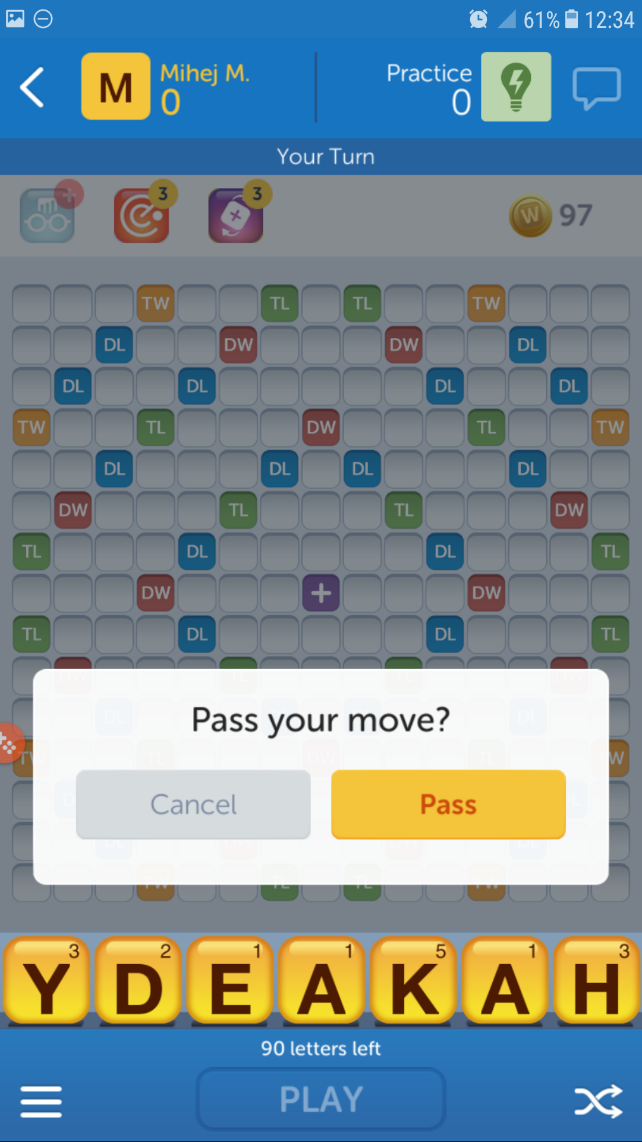 61% 12:34
M Mihej M. 0 Practice 0
Your Turn
+ 3 3 W 97
TW TL TL TW
DL DW DW DL
DL DL DL DL
TW TL DW TL TW
DL DL DL DL
DW TL TL DW
TL DL DL TL
DW + DW
TL DL DL TL
Pass your move?
Cancel Pass
Y3 D2 E1 A1 K5 A1 H3
90 letters left
PLAY